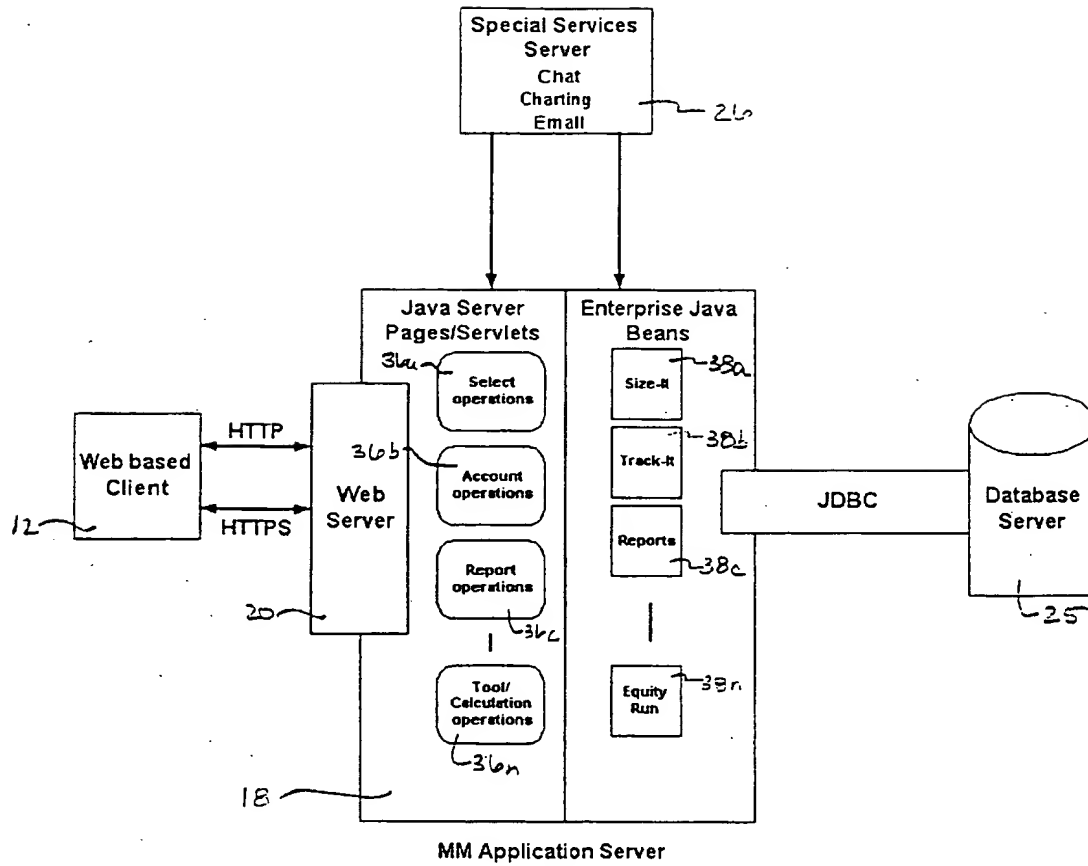 Special Services
Server
Chat
Charting
Email
26
Java Server
Pages/Servlets
Enterprise Java
Beans
36a
Select
operations
38a
Size-It
HTTP
36b
Account
operations
38b
Track-It
Web based
Client
Web
Server
JDBC
Database
Server
12
HTTPS
Report
operations
Reports
38c
20
36c
25
Tool/
Calculation
operations
38n
Equity
Run
36n
18
MM Application Server